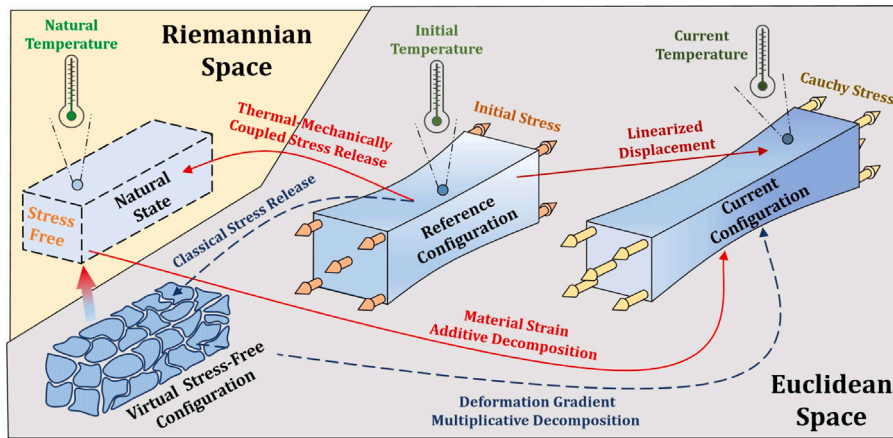 Natural
Temperature
Riemannian
Space
Initial
Temperature
Current
Temperature
Cauchy Stress
Thermal-Mechanically
Coupled Stress Release
Initial Stress
Linearized
Displacement
Stress
Free
Natural
State
Classical Stress Release
Reference
Configuration
Current
Configuration
Material Strain
Additive Decomposition
Virtual Stress-Free
Configuration
Deformation Gradient
Multiplicative Decomposition
Euclidean
Space